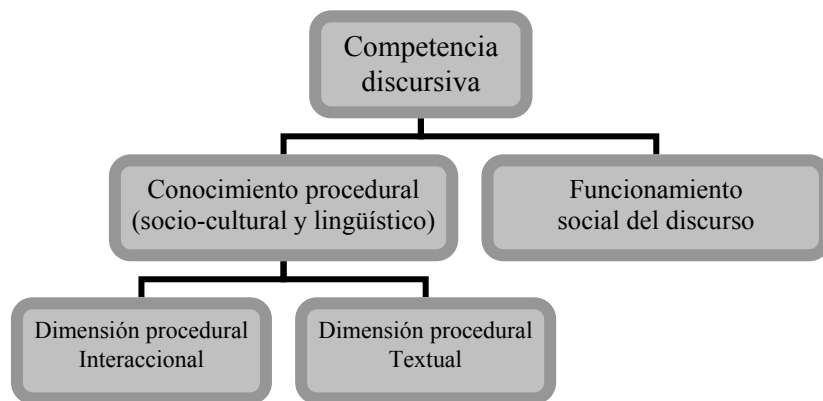 Competencia
discursiva
Conocimiento procedural
(socio-cultural y lingüístico)
Funcionamiento
social del discurso
Dimensión procedural
Interaccional
Dimensión procedural
Textual